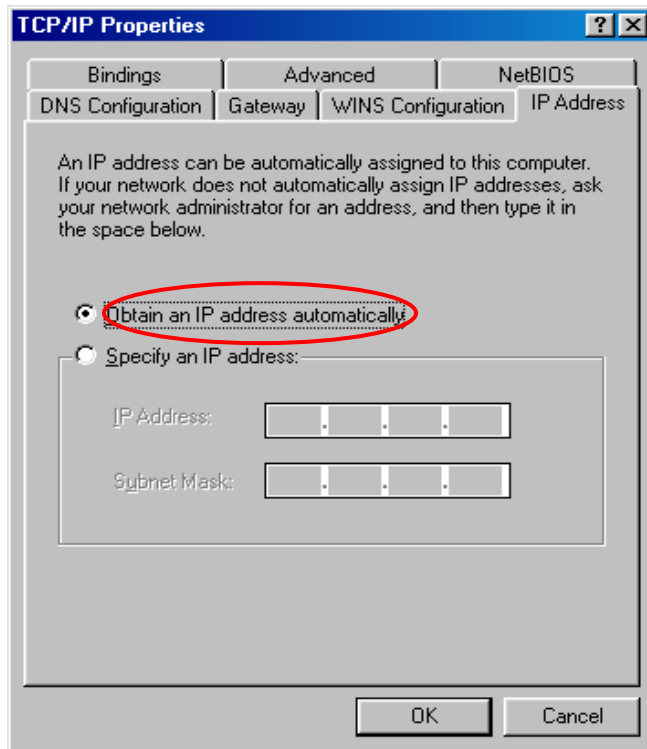 TCP/IP Properties
Bindings
Advanced
NetBIOS
DNS Configuration
Gateway
WINS Configuration
IP Address
An IP address can be automatically assigned to this computer.
If your network does not automatically assign IP addresses, ask
your network administrator for an address, and then type it in
the space below.
Obtain an IP address automatically
Specify an IP address:
IP Address:
. . .
Subnet Mask:
. . .
OK
Cancel